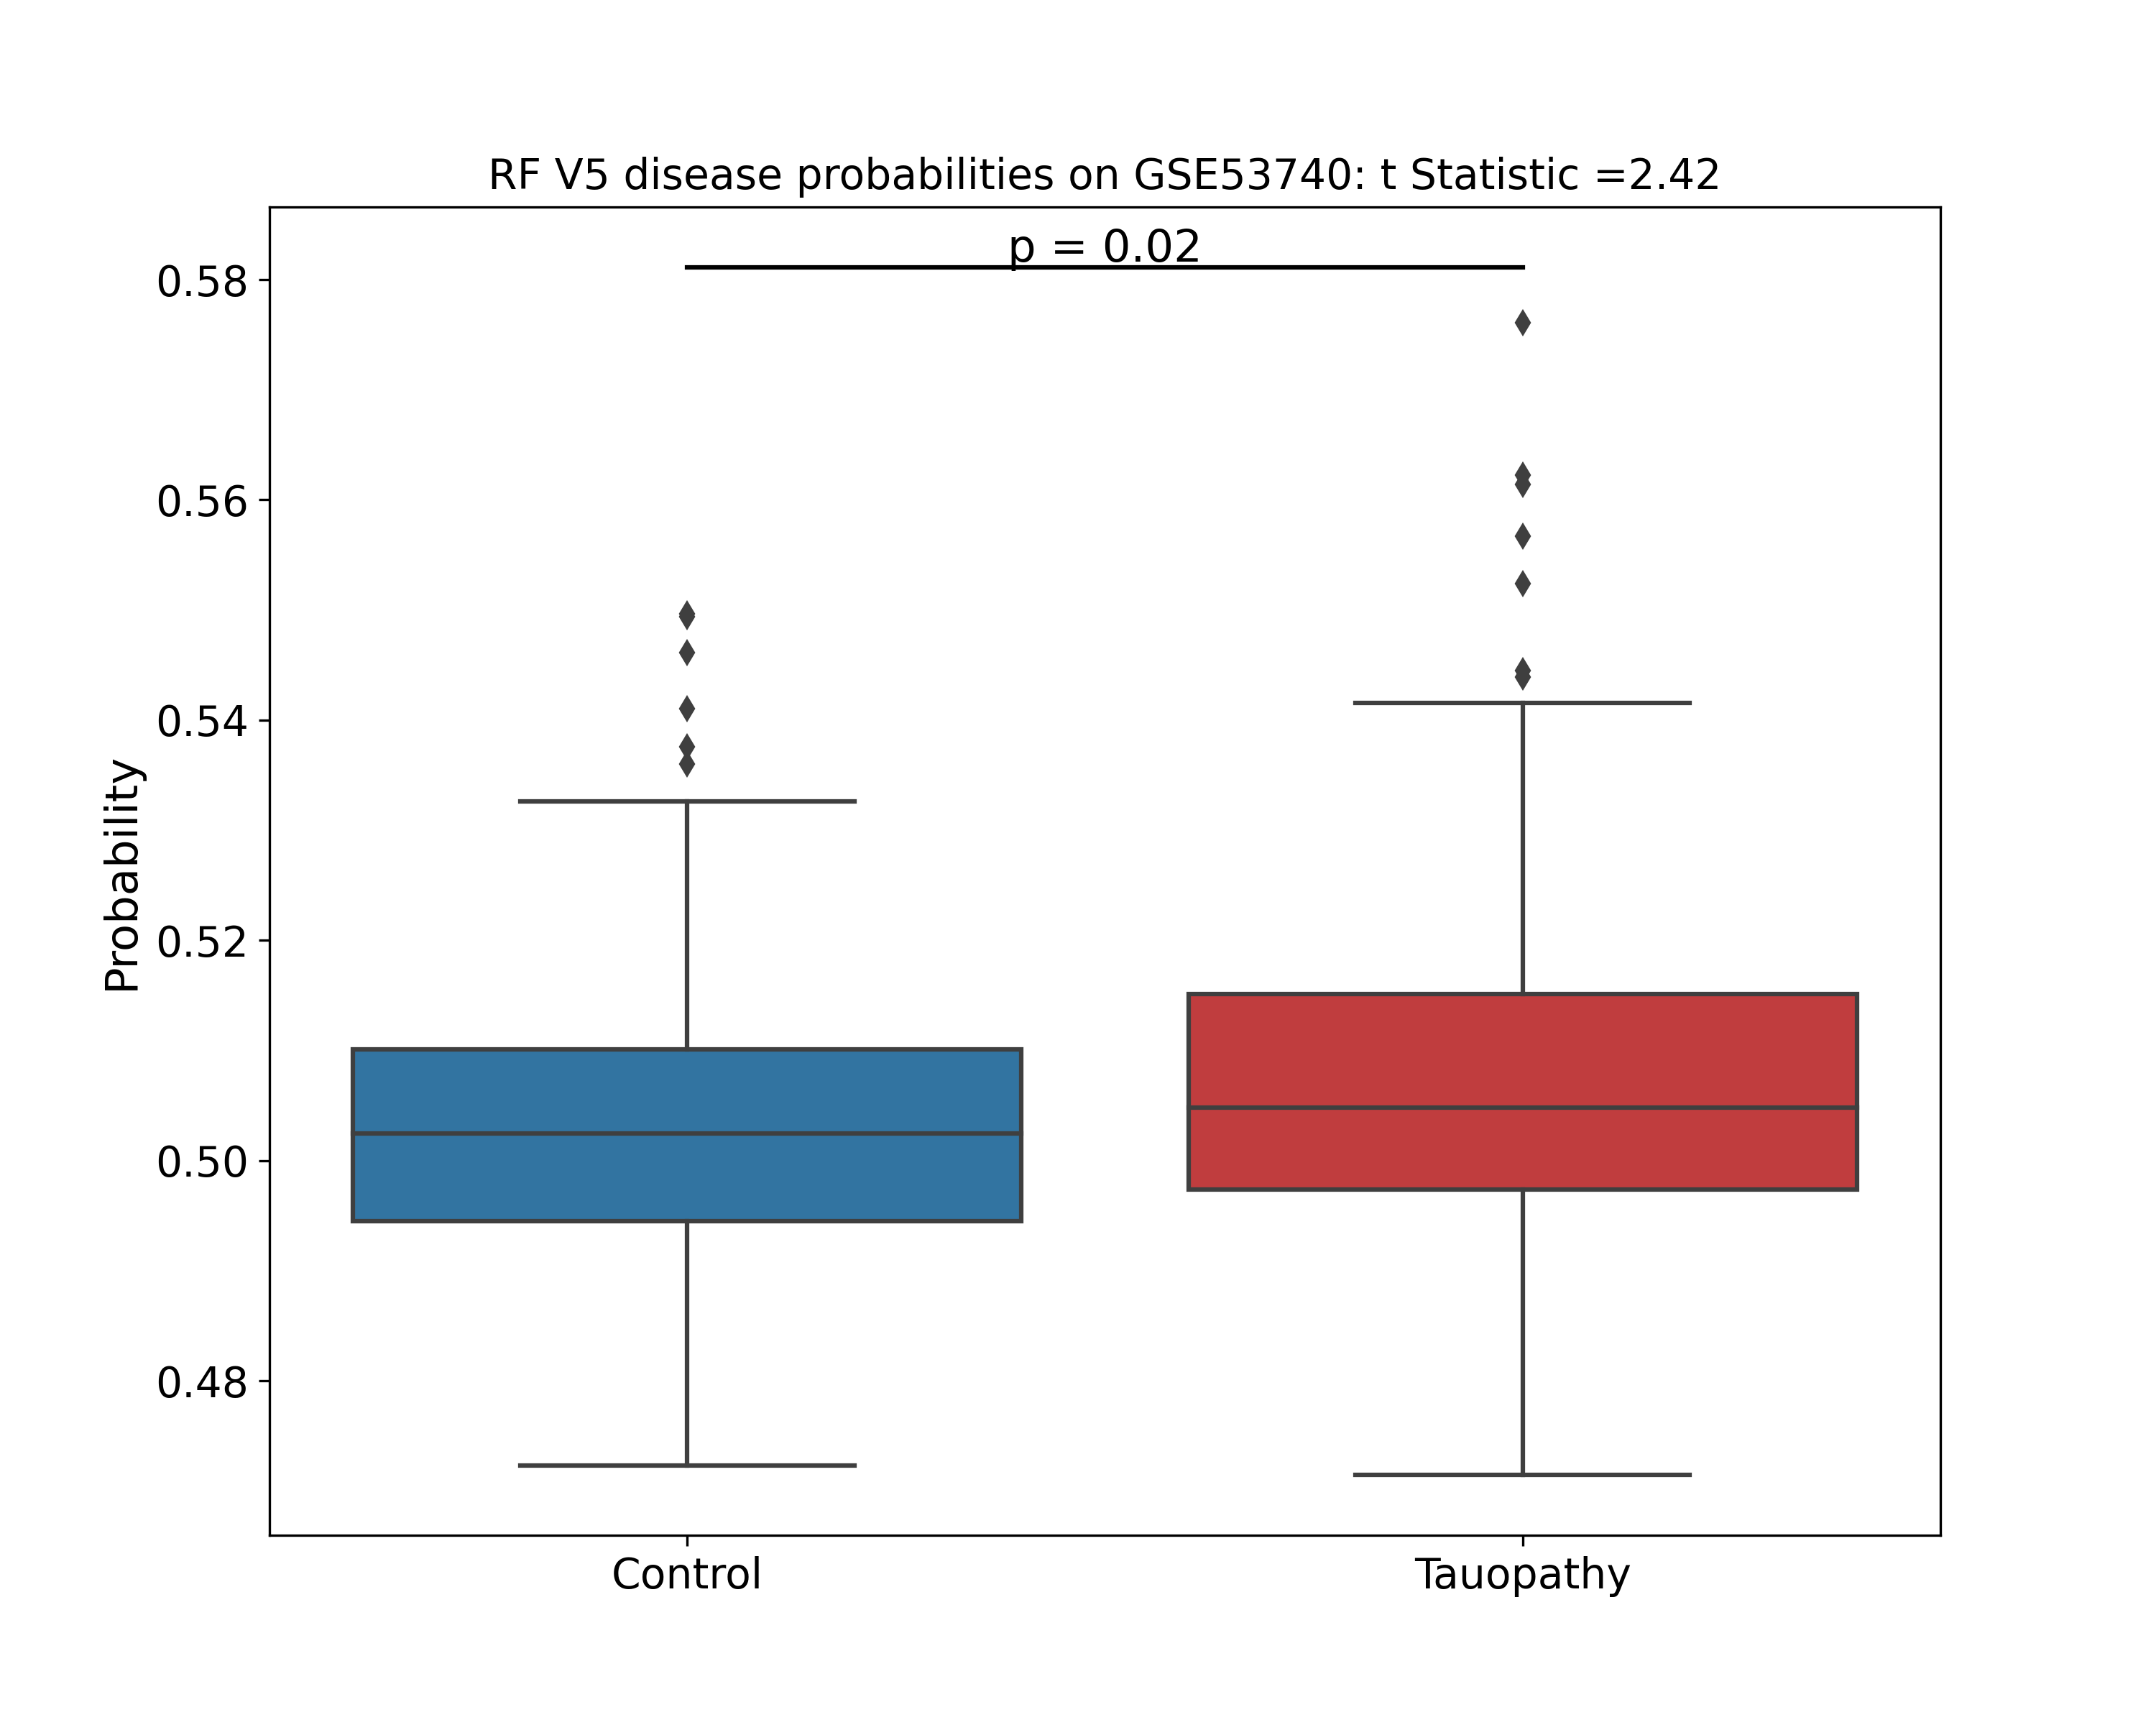 RF V5 disease probabilities on GSE53740: t Statistic =2.42
p = 0.02
0.58
0.56
0.54
0.52
0.50
0.48
Probability
Control
Tauopathy